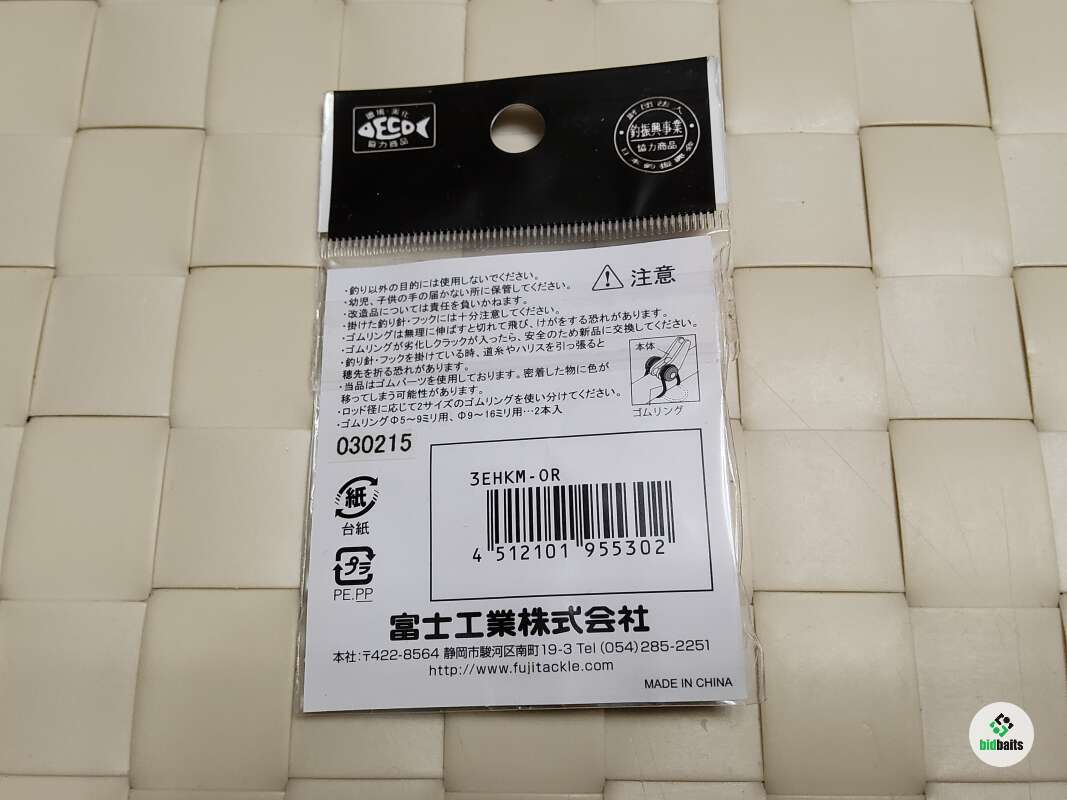 環境・美化
ECO
協力商品
財団法人
釣振興事業
協力商品
日本釣振興会
注意
・釣り以外の目的には使用しないでください。
・幼児、子供の手の届かない所に保管してください。
・改造品については責任を負いかねます。
・掛けた釣り針・フックには十分注意してください。
・ゴムリングは無理に伸ばすと切れて飛び、けがをする恐れがあります。
・ゴムリングが劣化しクラックが入ったら、安全のため新品に交換してください。
・釣り針・フックを掛けている時、道糸やハリスを引っ張ると
穂先を折る恐れがあります。
・当品はゴムパーツを使用しております。密着した物に色が
移ってしまう可能性があります。
・ロッド径に応じて2サイズのゴムリングを使い分けてください。
・ゴムリングΦ5〜9ミリ用、Φ9〜16ミリ用…2本入
本体
ゴムリング
030215
紙
台紙
プラ
PE.PP
3EHKM-OR
4 512101 955302
富士工業株式会社
本社:〒422-8564 静岡市駿河区南町19-3 Tel (054)285-2251
http://www.fujitackle.com
MADE IN CHINA
bidbaits